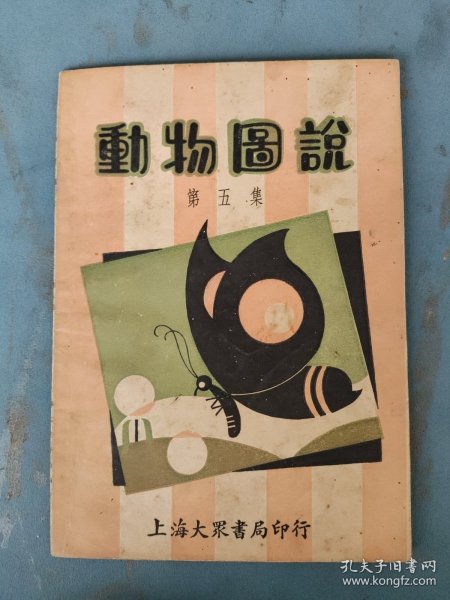 動物圖說
第五集
上海大眾書局印行
孔夫子旧书网
www.kongfz.com